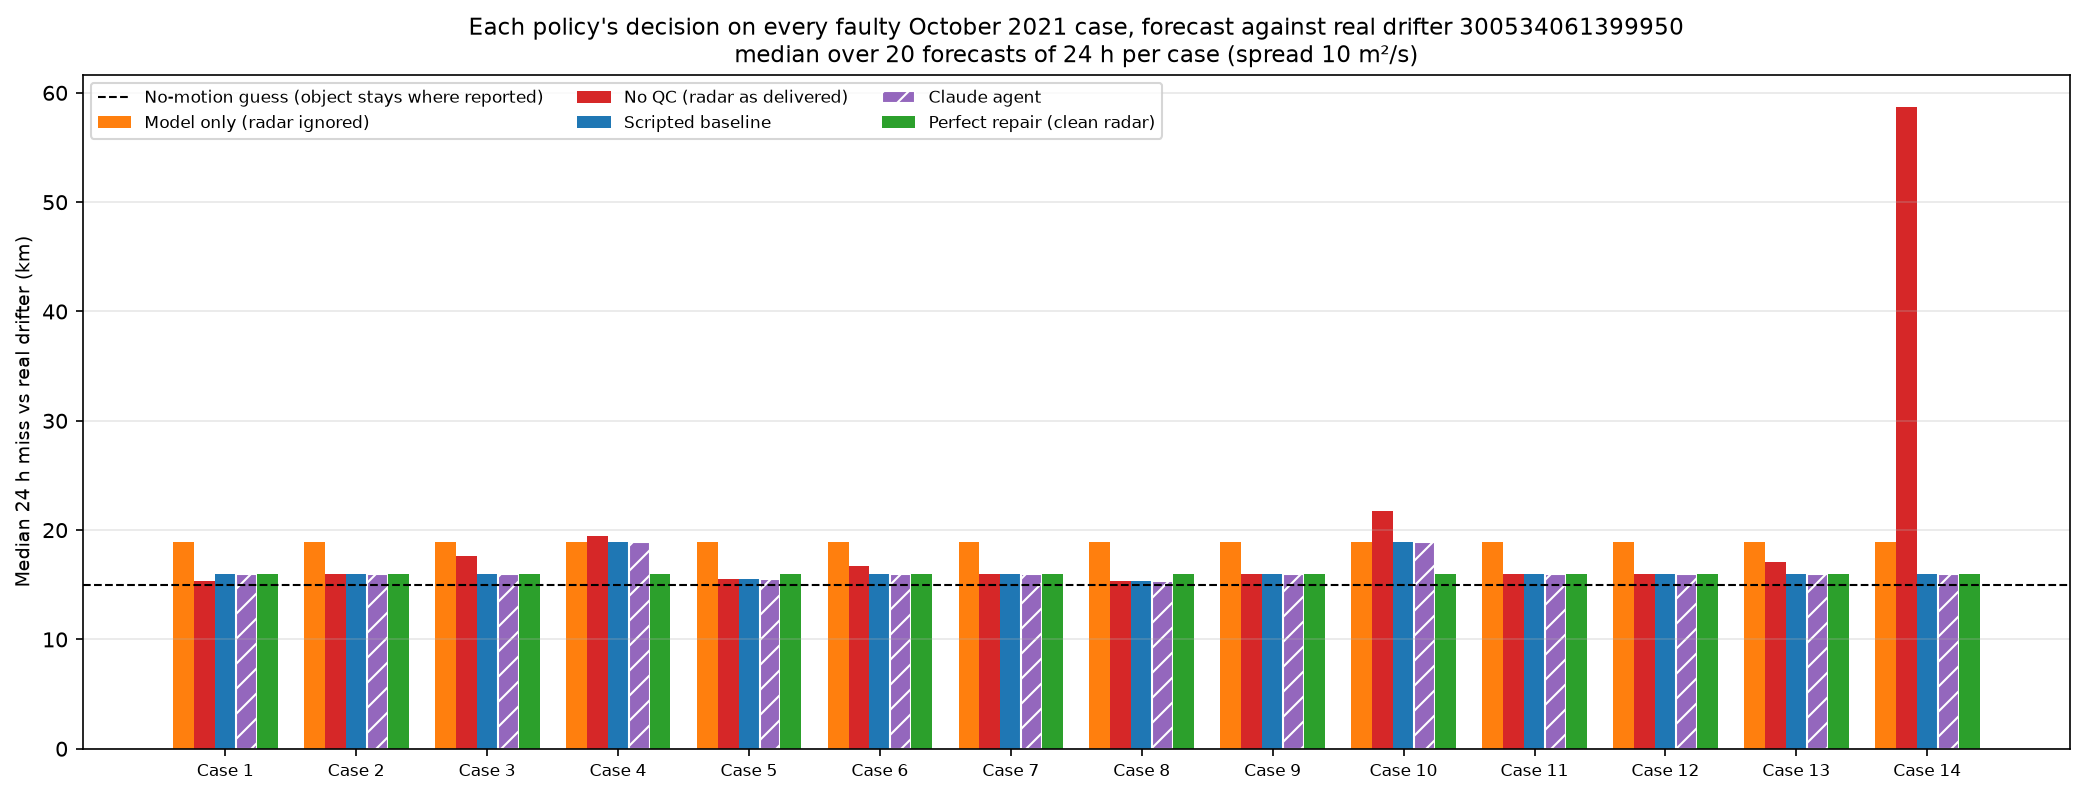 Each policy's decision on every faulty October 2021 case, forecast against real drifter 300534061399950
median over 20 forecasts of 24 h per case (spread 10 m²/s)
No-motion guess (object stays where reported)
Model only (radar ignored)
No QC (radar as delivered)
Scripted baseline
Claude agent
Perfect repair (clean radar)
Median 24 h miss vs real drifter (km)
60
50
40
30
20
10
0
Case 1
Case 2
Case 3
Case 4
Case 5
Case 6
Case 7
Case 8
Case 9
Case 10
Case 11
Case 12
Case 13
Case 14